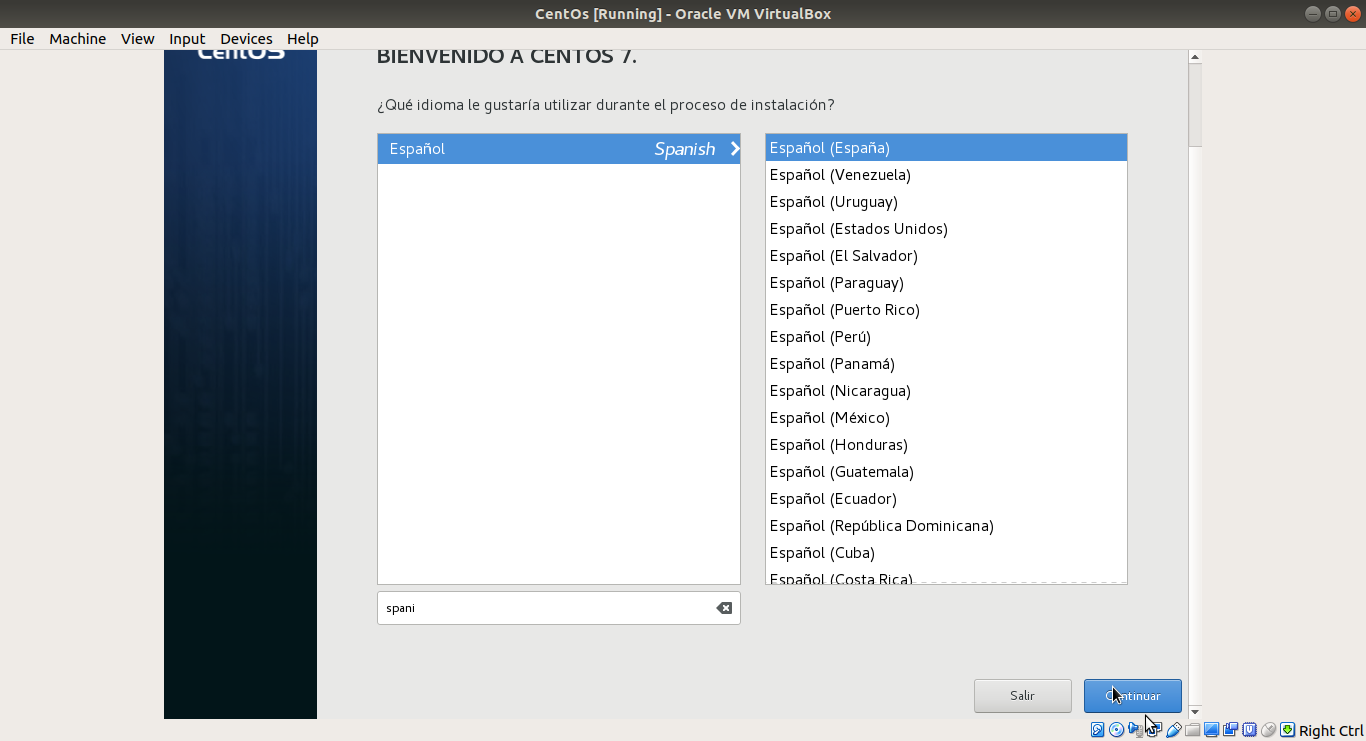 CentOs [Running] - Oracle VM VirtualBox
File Machine View Input Devices Help
CentOS
BIENVENIDO A CENTOS 7.
¿Qué idioma le gustaría utilizar durante el proceso de instalación?
Español Spanish
Español (España)
Español (Venezuela)
Español (Uruguay)
Español (Estados Unidos)
Español (El Salvador)
Español (Paraguay)
Español (Puerto Rico)
Español (Perú)
Español (Panamá)
Español (Nicaragua)
Español (México)
Español (Honduras)
Español (Guatemala)
Español (Ecuador)
Español (República Dominicana)
Español (Cuba)
Español (Costa Rica)
spani
Salir
Continuar
Right Ctrl